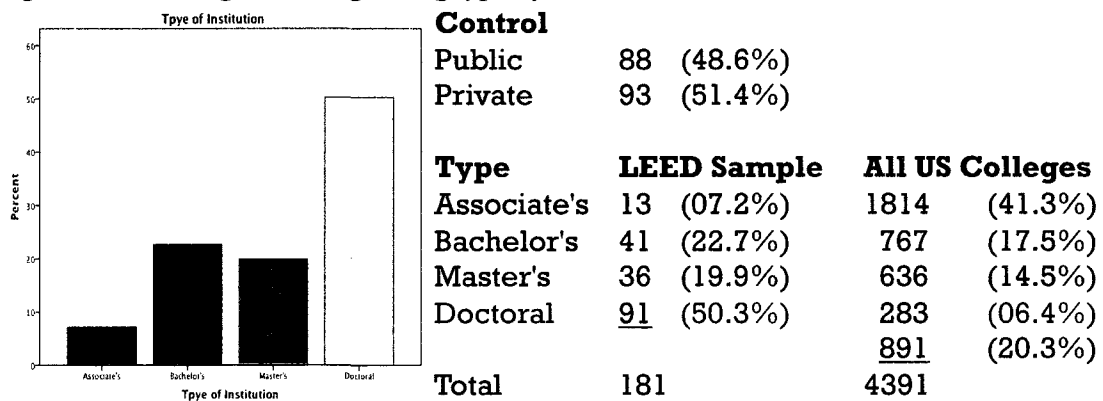 Tpye of Institution
60
50
40
30
20
10
0
Percent
Associate's Bachelor's Master's Doctoral
Tpye of Institution
Control
Public 88 (48.6%)
Private 93 (51.4%)
Type LEED Sample All US Colleges
Associate's 13 (07.2%) 1814 (41.3%)
Bachelor's 41 (22.7%) 767 (17.5%)
Master's 36 (19.9%) 636 (14.5%)
Doctoral 91 (50.3%) 283 (06.4%)
891 (20.3%)
Total 181 4391